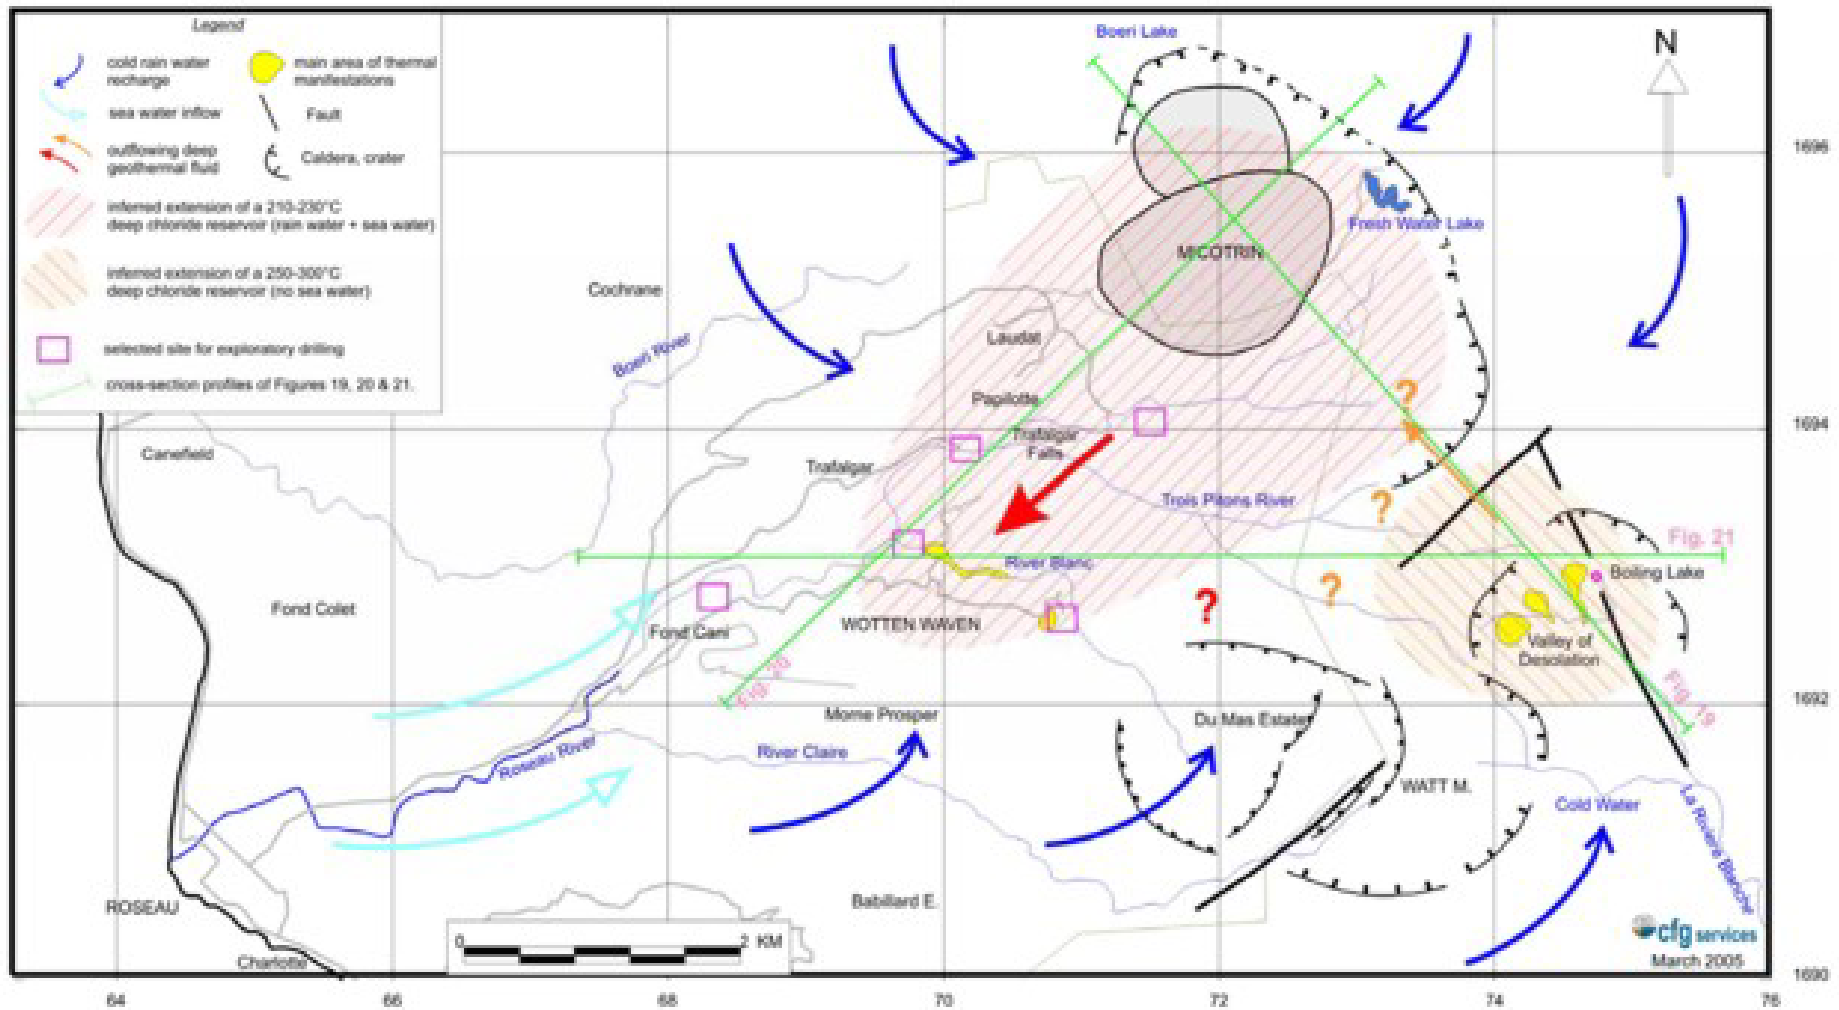 Legend
cold rain water
recharge
main area of thermal
manifestations
sea water inflow
Fault
outflowing deep
geothermal fluid
Caldera, crater
inferred extension of a 210-230°C
deep chloride reservoir (rain water + sea water)
inferred extension of a 250-300°C
deep chloride reservoir (no sea water)
selected site for exploratory drilling
cross-section profiles of Figures 19, 20 & 21.
Boeri Lake
N
1696
Fresh Water Lake
MICOTRIN
Cochrane
Boeri River
Laudat
Papillotte
?
1694
Canefield
Trafalgar
Falls
Trafalgar
Trois Pitons River
?
Fig. 21
River Blanc
Boiling Lake
?
?
Fond Colet
Fond Cani
WOTTEN WAVEN
Valley of
Desolation
Fig. 20
Fig. 19
1692
Morne Prosper
Du Mas Estate
River Claire
Roseau River
WATT M.
Cold Water
La Rivière Blanche
ROSEAU
Babillard E.
cfg services
March 2005
0 2 KM
Charlotte
1690
64 66 68 70 72 74 76